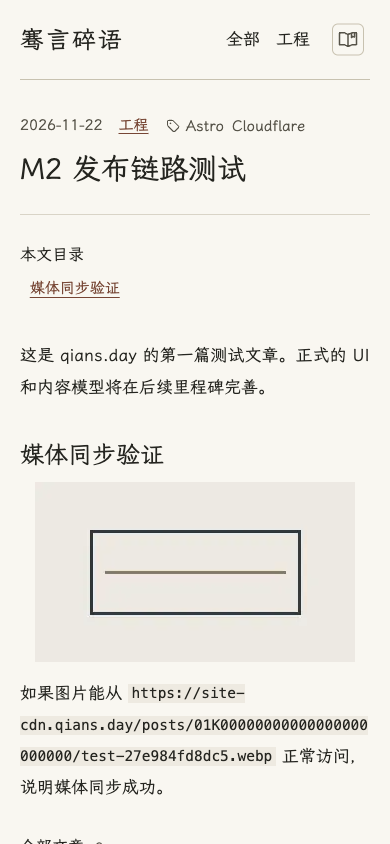 骞言碎语 全部 工程
2026-11-22 工程 Astro Cloudflare
M2 发布链路测试
本文目录
媒体同步验证
这是 qians.day 的第一篇测试文章。正式的 UI
和内容模型将在后续里程碑完善。
媒体同步验证
如果图片能从 https://site-
cdn.qians.day/posts/01K00000000000000000
000000/test-27e984fd8dc5.webp 正常访问,
说明媒体同步成功。